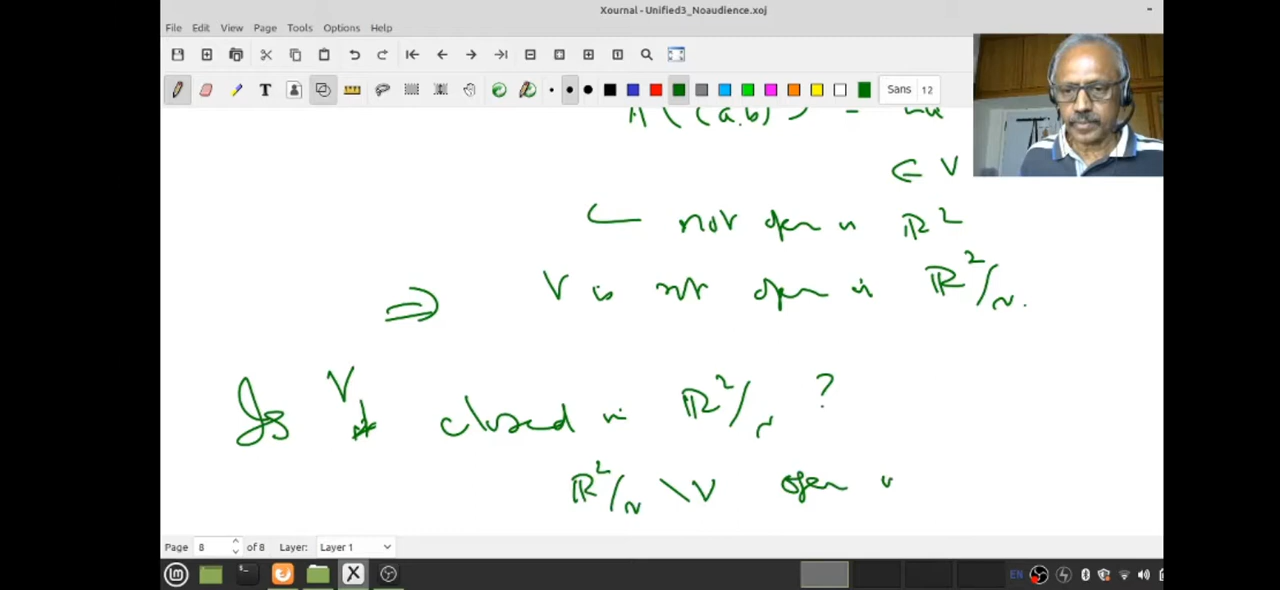 Xournal - Unified3_Noaudience.xoj
File Edit View Page Tools Options Help
Sans 12
∈ V
not open in ℝ²
⇒ V is not open in ℝ²/~.
Is V closed in ℝ²/~ ?
ℝ²/~ \ V open
Page 8 of 8 Layer: Layer 1
EN